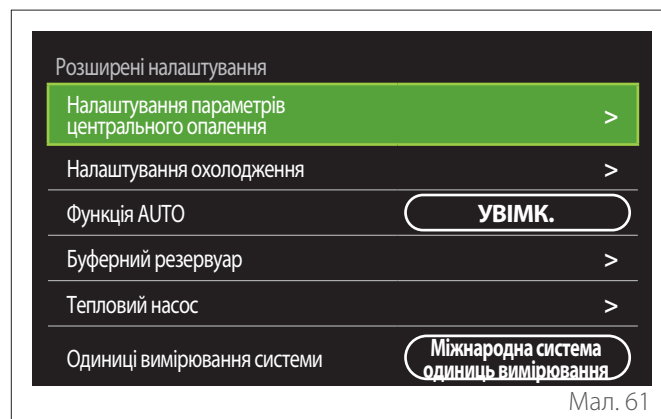 Розширені налаштування
Налаштування параметрів
центрального опалення >
Налаштування охолодження >
Функція AUTO УВІМК.
Буферний резервуар >
Тепловий насос >
Одиниці вимірювання системи Міжнародна система
одиниць вимірювання
Мал. 61